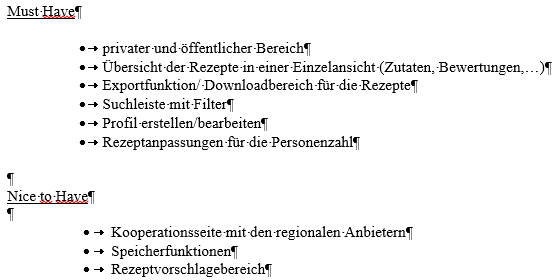 Must Have
privater und öffentlicher Bereich
Übersicht der Rezepte in einer Einzelansicht (Zutaten, Bewertungen,…)
Exportfunktion/ Downloadbereich für die Rezepte
Suchleiste mit Filter
Profil erstellen/bearbeiten
Rezeptanpassungen für die Personenzahl
Nice to Have
Kooperationsseite mit den regionalen Anbietern
Speicherfunktionen
Rezeptvorschlagebereich